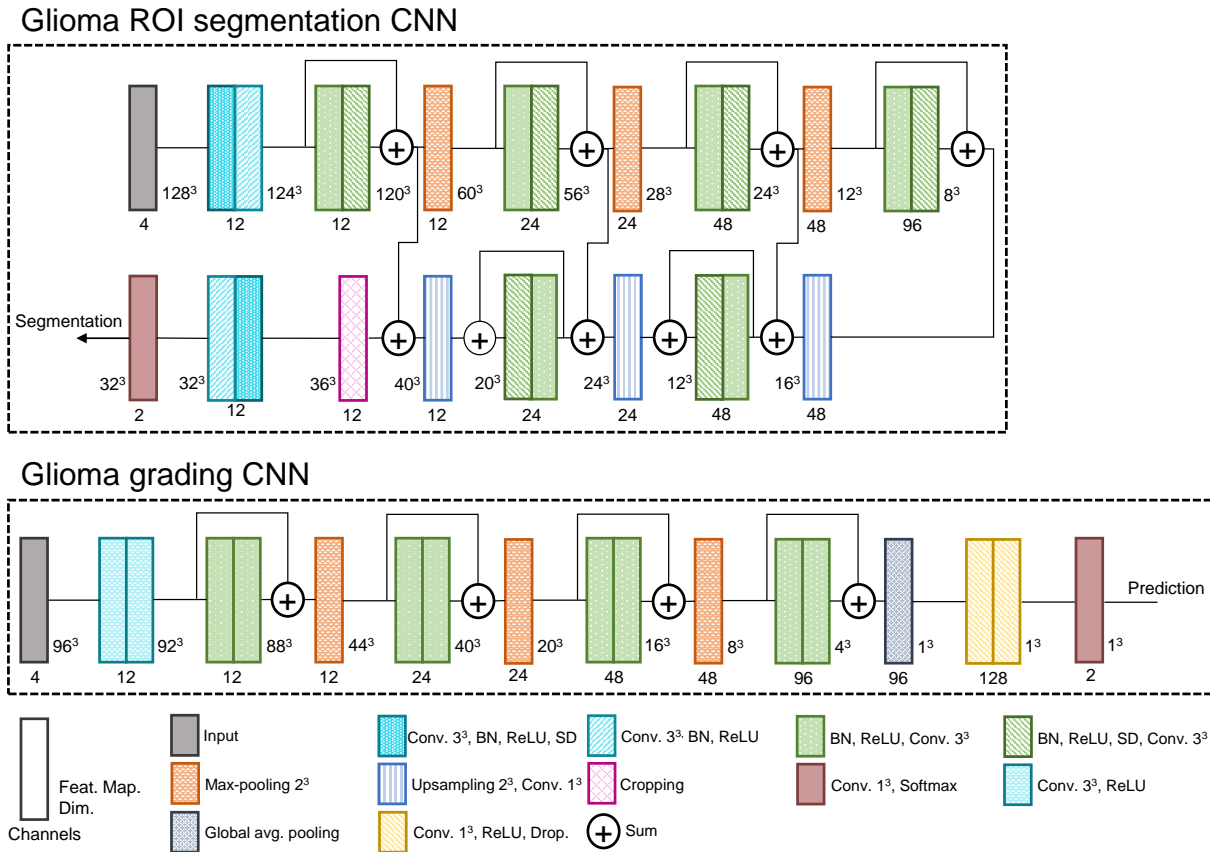 Glioma ROI segmentation CNN
128³ 124³ 120³ 60³ 56³ 28³ 24³ 12³ 8³
4 12 12 12 24 24 48 48 96
Segmentation
32³ 32³ 36³ 40³ 20³ 24³ 12³ 16³
2 12 12 12 24 24 48 48
Glioma grading CNN
Prediction
96³ 92³ 88³ 44³ 40³ 20³ 16³ 8³ 4³ 1³ 1³ 1³
4 12 12 12 24 24 48 48 96 96 128 2
Feat. Map.
Dim.
Channels
Input
Conv. 3³, BN, ReLU, SD
Conv. 3³, BN, ReLU
BN, ReLU, Conv. 3³
BN, ReLU, SD, Conv. 3³
Max-pooling 2³
Upsampling 2³, Conv. 1³
Cropping
Conv. 1³, Softmax
Conv. 3³, ReLU
Global avg. pooling
Conv. 1³, ReLU, Drop.
Sum